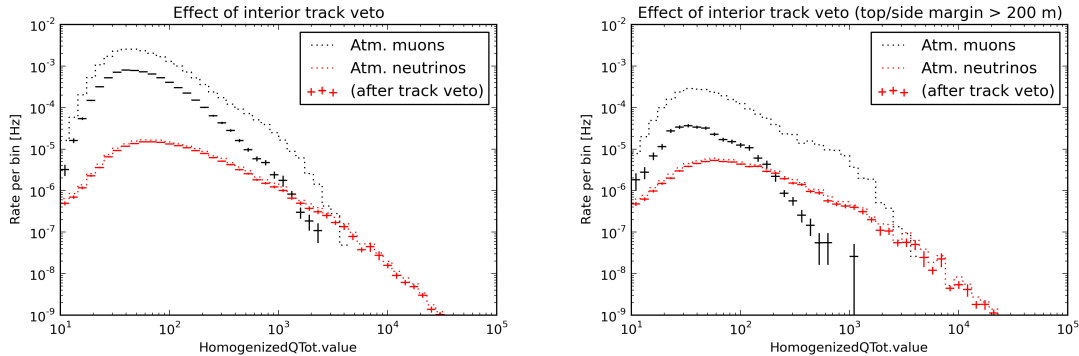 Effect of interior track veto
Rate per bin [Hz]
10^-2
10^-3
10^-4
10^-5
10^-6
10^-7
10^-8
10^-9
Atm. muons
Atm. neutrinos
(after track veto)
10^1
10^2
10^3
10^4
10^5
HomogenizedQTot.value
Effect of interior track veto (top/side margin > 200 m)
Rate per bin [Hz]
10^-2
10^-3
10^-4
10^-5
10^-6
10^-7
10^-8
10^-9
Atm. muons
Atm. neutrinos
(after track veto)
10^1
10^2
10^3
10^4
10^5
HomogenizedQTot.value